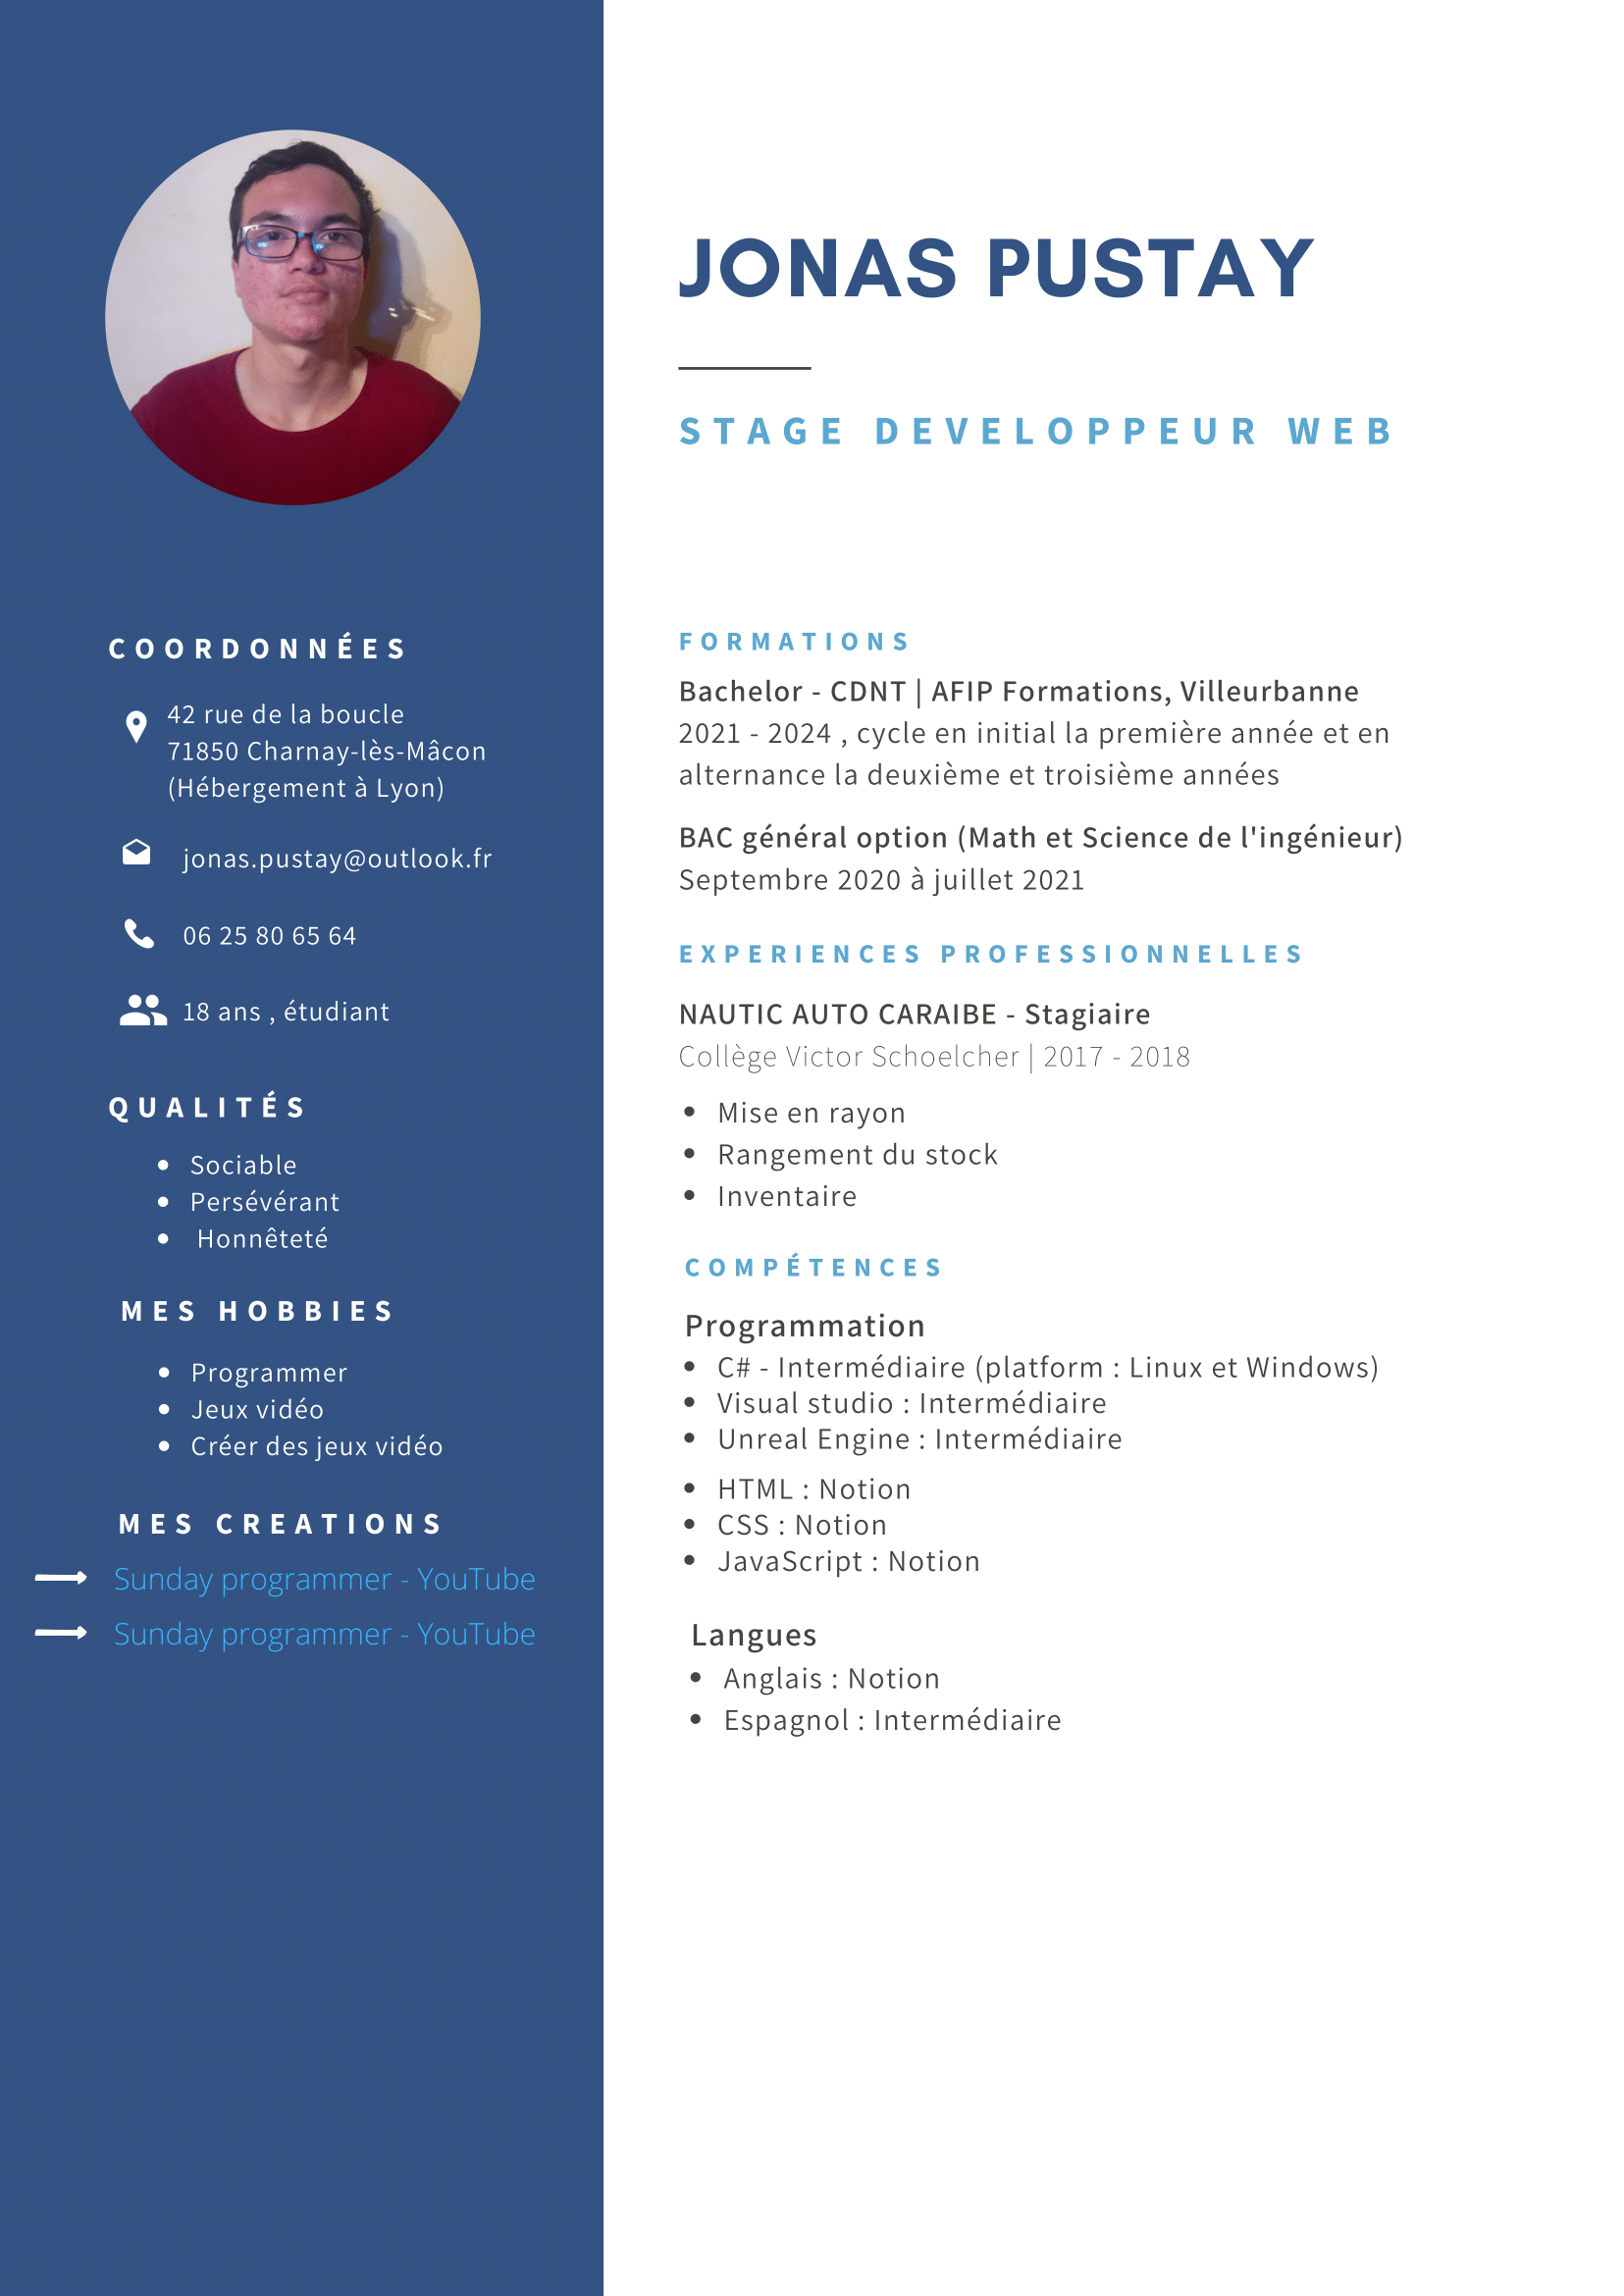 JONAS PUSTAY
STAGE DEVELOPPEUR WEB
COORDONNÉES
42 rue de la boucle
71850 Charnay-lès-Mâcon
(Hébergement à Lyon)
jonas.pustay@outlook.fr
06 25 80 65 64
18 ans , étudiant
QUALITÉS
Sociable
Persévérant
Honnêteté
MES HOBBIES
Programmer
Jeux vidéo
Créer des jeux vidéo
MES CREATIONS
Sunday programmer - YouTube
Sunday programmer - YouTube
FORMATIONS
Bachelor - CDNT | AFIP Formations, Villeurbanne
2021 - 2024 , cycle en initial la première année et en
alternance la deuxième et troisième années
BAC général option (Math et Science de l'ingénieur)
Septembre 2020 à juillet 2021
EXPERIENCES PROFESSIONNELLES
NAUTIC AUTO CARAIBE - Stagiaire
Collège Victor Schoelcher | 2017 - 2018
Mise en rayon
Rangement du stock
Inventaire
COMPÉTENCES
Programmation
C# - Intermédiaire (platform : Linux et Windows)
Visual studio : Intermédiaire
Unreal Engine : Intermédiaire
HTML : Notion
CSS : Notion
JavaScript : Notion
Langues
Anglais : Notion
Espagnol : Intermédiaire